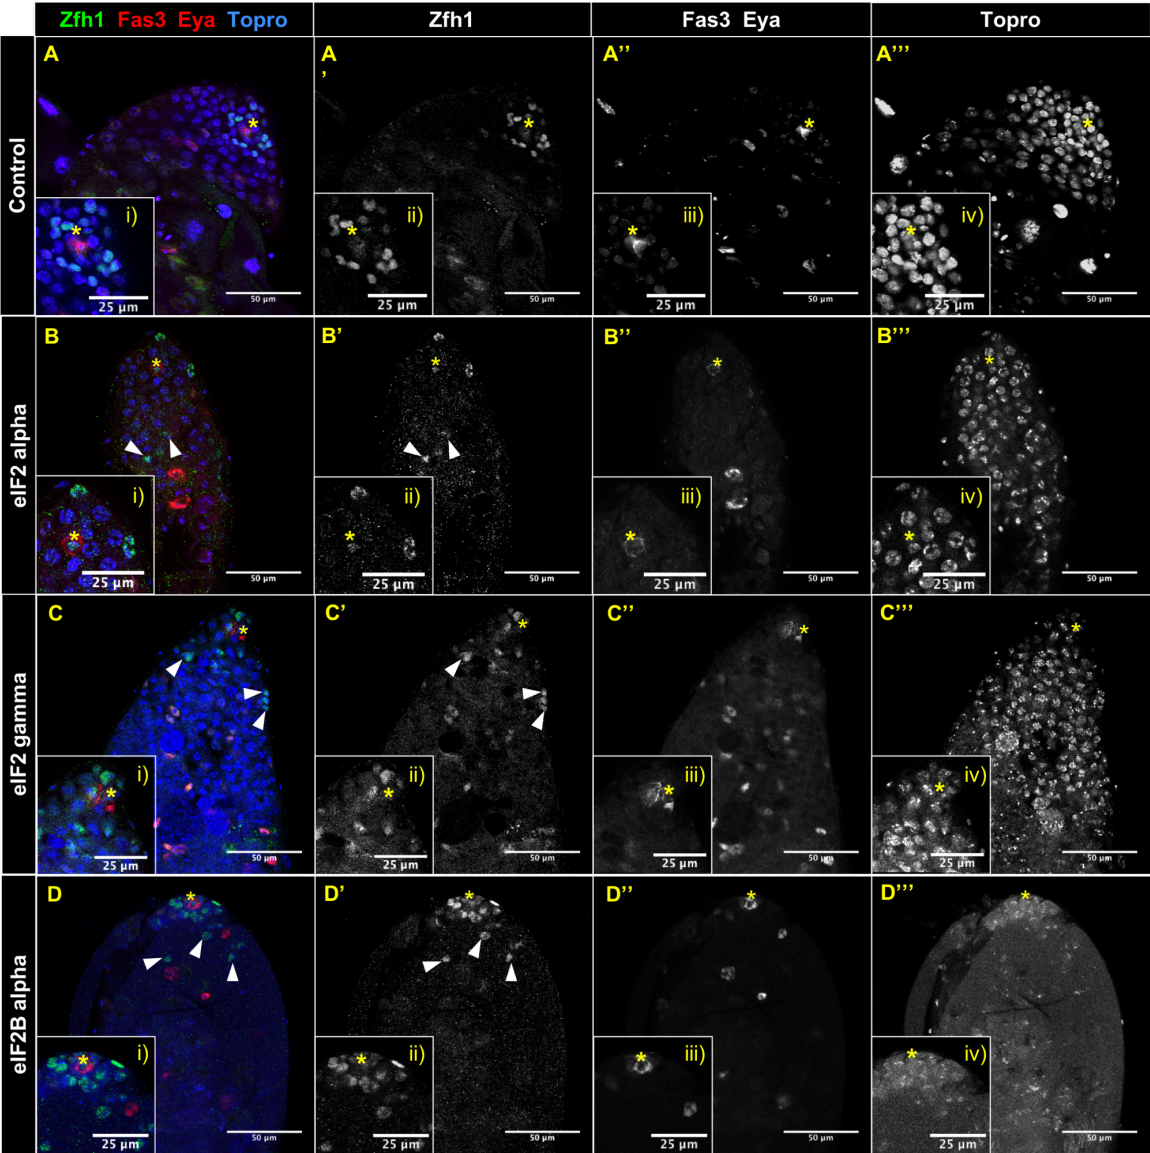 Zfh1 Fas3 Eya Topro
Zfh1
Fas3 Eya
Topro
Control
A
A
’
A’’
A’’’
*
*
*
*
i)
ii)
iii)
iv)
*
*
*
*
25 µm
50 µm
25 µm
50 µm
25 µm
50 µm
25 µm
50 µm
eIF2 alpha
B
B’
B’’
B’’’
*
*
*
*
i)
ii)
iii)
iv)
*
*
*
*
25 µm
50 µm
25 µm
50 µm
25 µm
50 µm
25 µm
50 µm
eIF2 gamma
C
C’
C’’
C’’’
*
*
*
*
i)
ii)
iii)
iv)
*
*
*
*
25 µm
50 µm
25 µm
50 µm
25 µm
50 µm
25 µm
50 µm
eIF2B alpha
D
D’
D’’
D’’’
*
*
*
*
i)
ii)
iii)
iv)
*
*
*
*
25 µm
50 µm
25 µm
50 µm
25 µm
50 µm
25 µm
50 µm